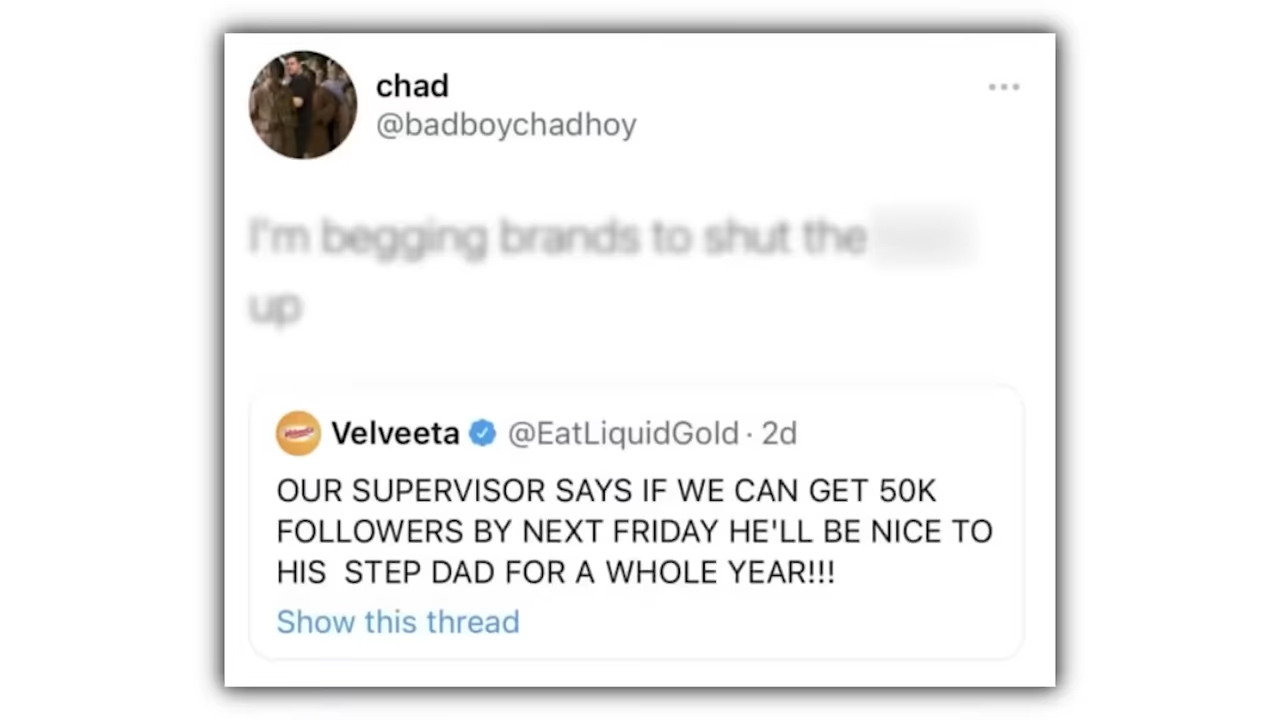 chad
@badboychadhoy
I'm begging brands to shut the
up
Velveeta @EatLiquidGold · 2d
OUR SUPERVISOR SAYS IF WE CAN GET 50K
FOLLOWERS BY NEXT FRIDAY HE'LL BE NICE TO
HIS  STEP DAD FOR A WHOLE YEAR!!!
Show this thread